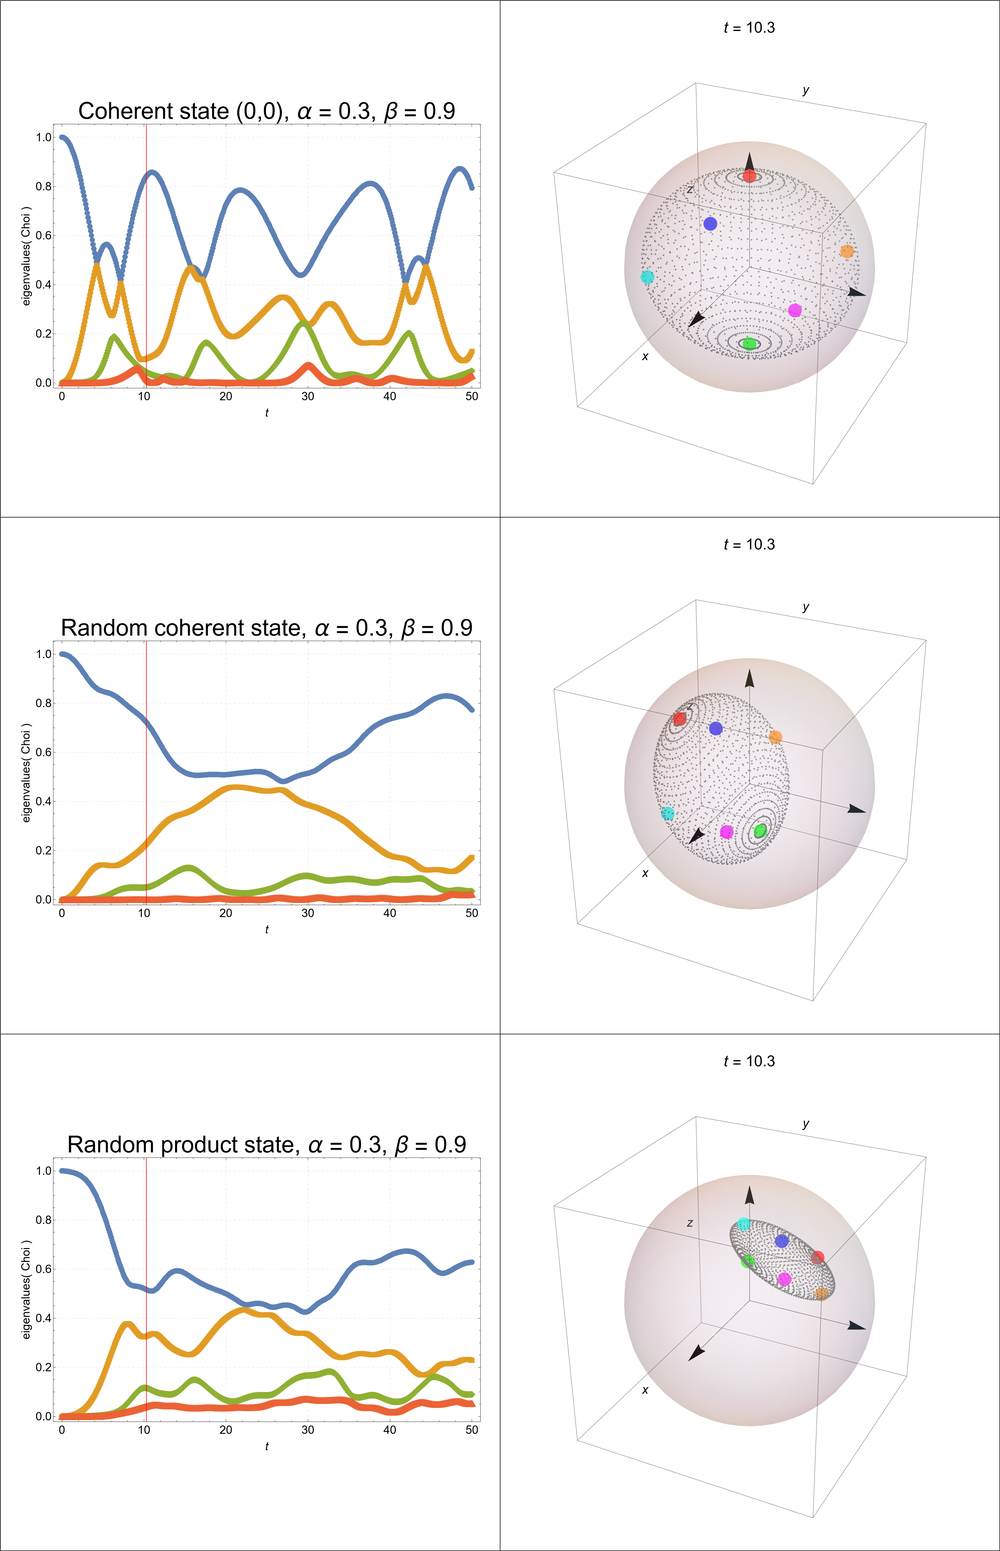 Coherent state (0,0), α = 0.3, β = 0.9
eigenvalues( Choi )
1.0
0.8
0.6
0.4
0.2
0.0
0 10 20 30 40 50
t
t = 10.3
y
z
x
Random coherent state, α = 0.3, β = 0.9
eigenvalues( Choi )
1.0
0.8
0.6
0.4
0.2
0.0
0 10 20 30 40 50
t
t = 10.3
y
z
x
Random product state, α = 0.3, β = 0.9
eigenvalues( Choi )
1.0
0.8
0.6
0.4
0.2
0.0
0 10 20 30 40 50
t
t = 10.3
y
z
x